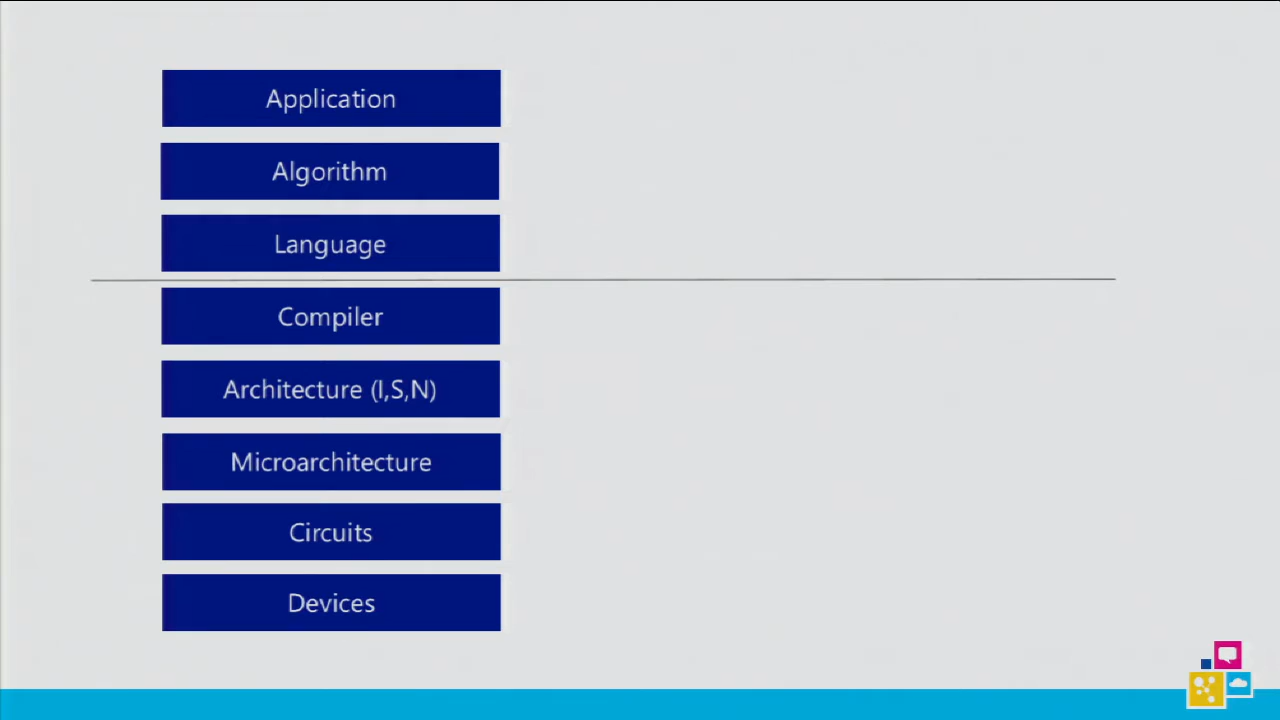 Application
Algorithm
Language
Compiler
Architecture (I,S,N)
Microarchitecture
Circuits
Devices